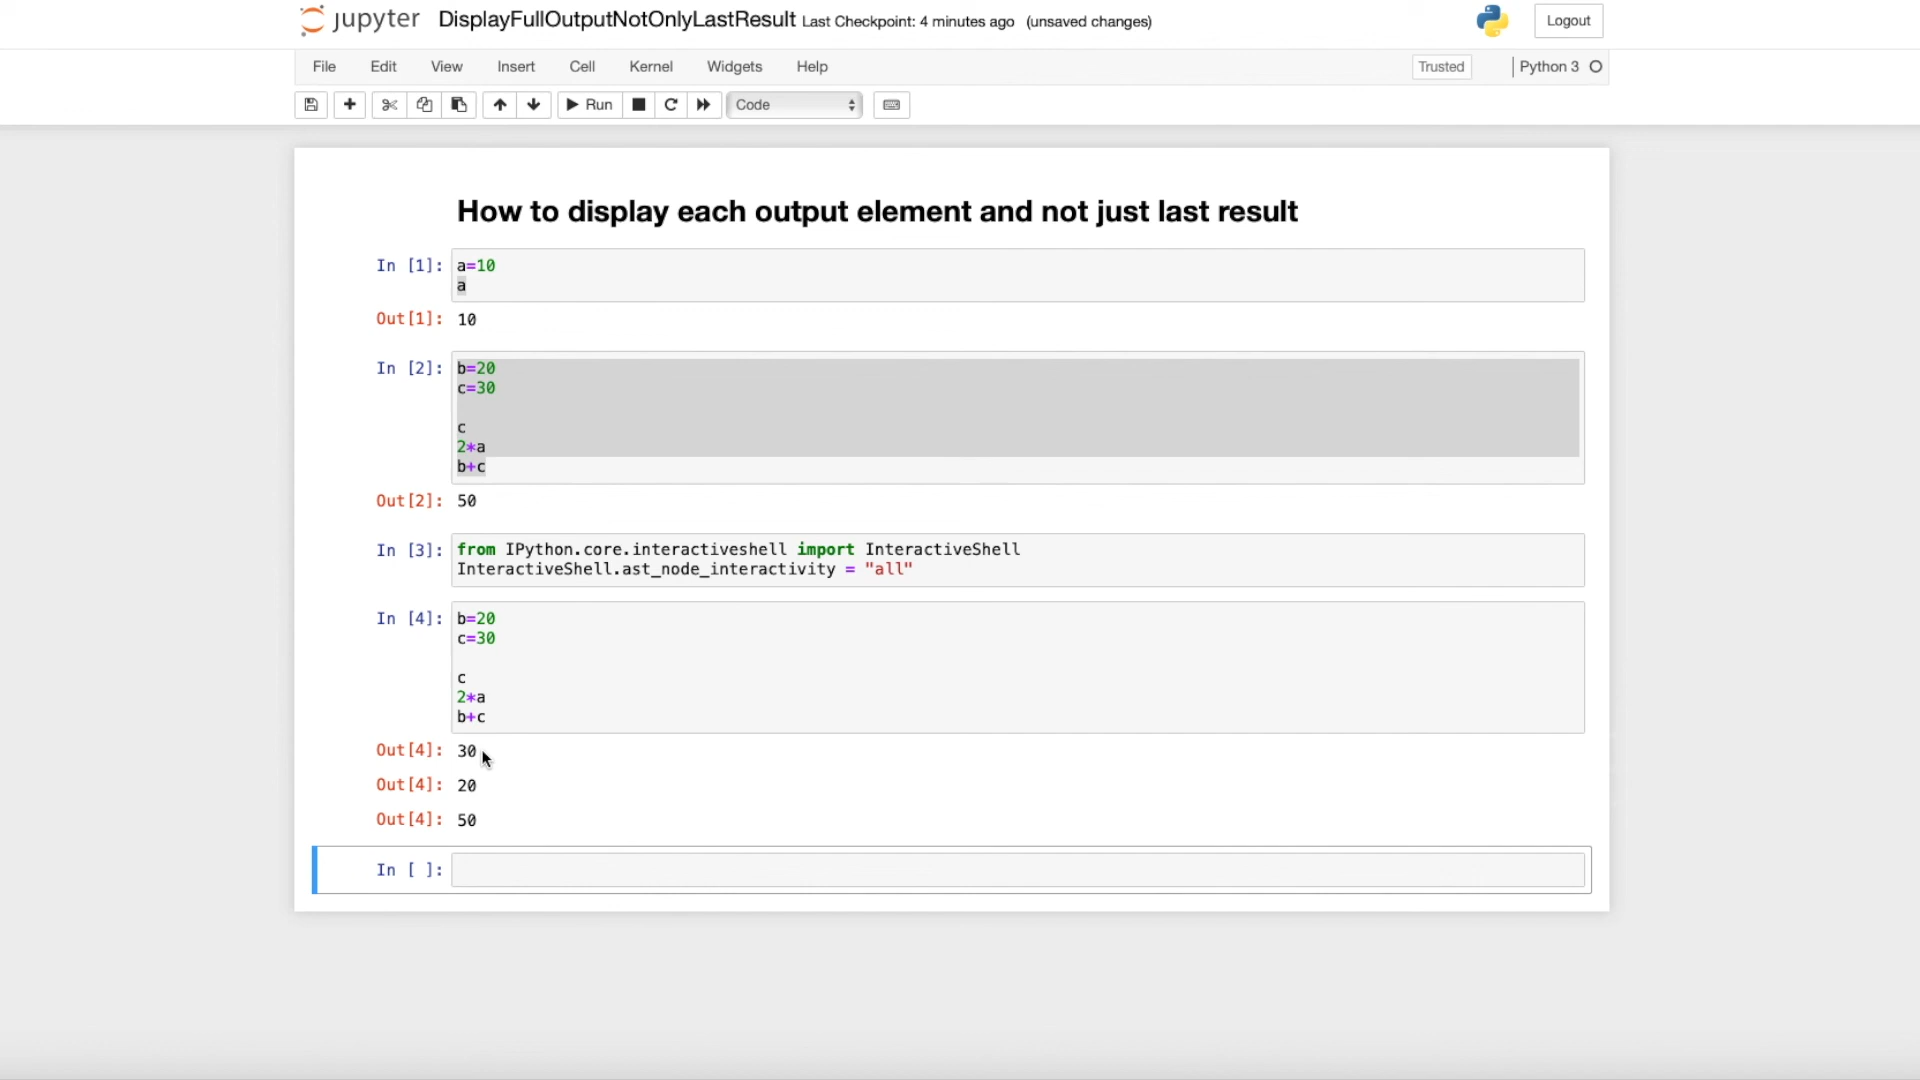 jupyter DisplayFullOutputNotOnlyLastResult Last Checkpoint: 4 minutes ago (unsaved changes) Logout
File Edit View Insert Cell Kernel Widgets Help Trusted Python 3
Run Code
How to display each output element and not just last result
In [1]: a=10
a
Out[1]: 10
In [2]: b=20
c=30
c
2*a
b+c
Out[2]: 50
In [3]: from IPython.core.interactiveshell import InteractiveShell
InteractiveShell.ast_node_interactivity = "all"
In [4]: b=20
c=30
c
2*a
b+c
Out[4]: 30
Out[4]: 20
Out[4]: 50
In [ ]: